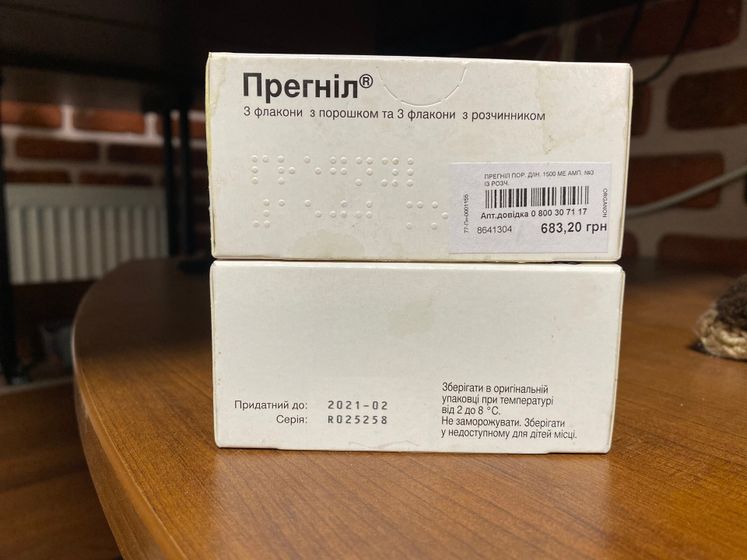 Прегніл®
3 флакони з порошком та 3 флакони з розчинником
ПРЕГНІЛ ПОР. Д/ІН. 1500 МЕ АМП. №3
ІЗ РОЗЧ.
Апт.довідка 0 800 30 71 17
8641304 683,20 грн
ORGANON
Придатний до: 2021-02
Серія: R025258
Зберігати в оригінальній
упаковці при температурі
від 2 до 8 °C.
Не заморожувати. Зберігати
у недоступному для дітей місці.